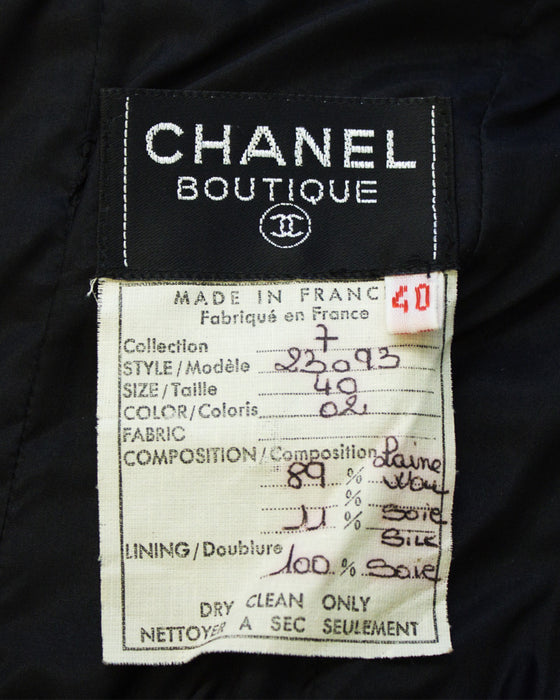 CHANEL
BOUTIQUE
MADE IN FRANC
40
Fabriqué en France
Collection 7
STYLE/Modèle 23093
SIZE/Taille 40
COLOR/Coloris 02
FABRIC
COMPOSITION/Composition Laine
89 %
%
11 % Soie
Silk
LINING/Doublure
100 % Soie
DRY CLEAN ONLY
NETTOYER A SEC SEULEMENT